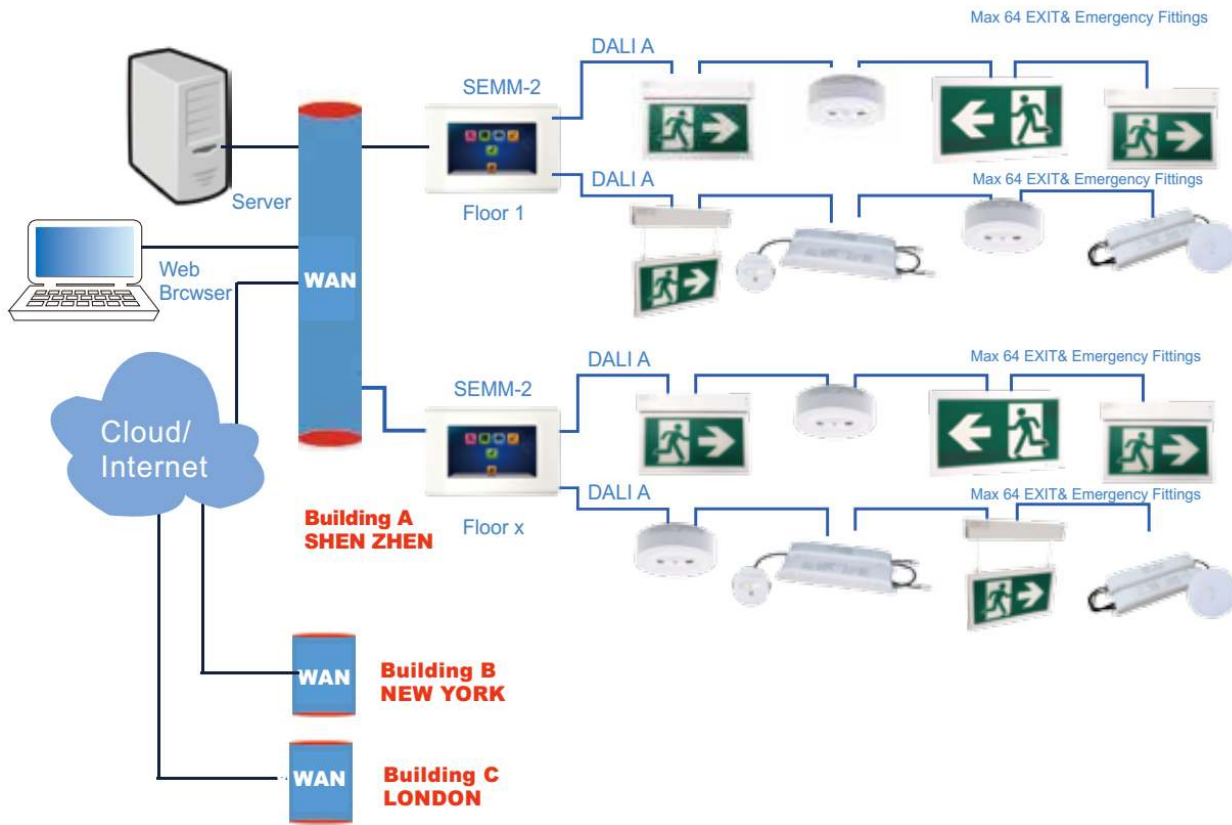 Max 64 EXIT& Emergency Fittings
DALI A
SEMM-2
Server
Floor 1
DALI A
Max 64 EXIT& Emergency Fittings
Web
Brcwser
WAN
Cloud/
Internet
SEMM-2
Floor x
DALI A
Max 64 EXIT& Emergency Fittings
DALI A
Max 64 EXIT& Emergency Fittings
Building A
SHEN ZHEN
WAN
Building B
NEW YORK
WAN
Building C
LONDON